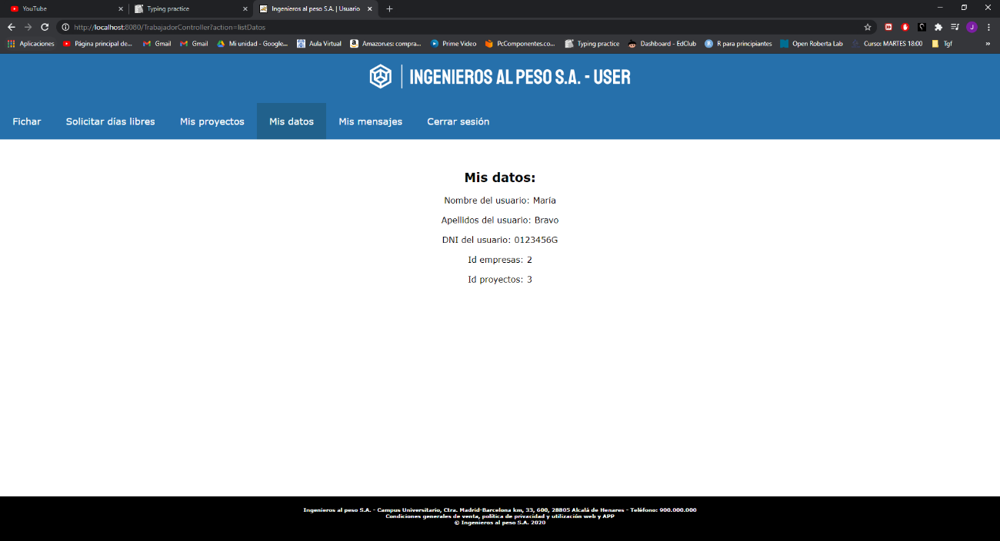 YouTube
Typing practice
Ingenieros al peso S.A. | Usuario
http://localhost:8080/TrabajadorController?action=listDatos
J
Aplicaciones
Página principal de...
Gmail
Gmail
Mi unidad - Google...
Aula Virtual
Amazon.es: compra...
Prime Video
PcComponentes.co...
Typing practice
Dashboard - EdClub
R para principiantes
Open Roberta Lab
Curso: MARTES 18:00
Tgf
»
INGENIEROS AL PESO S.A. - USER
Fichar
Solicitar días libres
Mis proyectos
Mis datos
Mis mensajes
Cerrar sesión
Mis datos:
Nombre del usuario: María
Apellidos del usuario: Bravo
DNI del usuario: 0123456G
Id empresas: 2
Id proyectos: 3
Ingenieros al peso S.A. - Campus Universitario, Ctra. Madrid-Barcelona km, 33, 600, 28805 Alcalá de Henares - Teléfono: 900.000.000
Condiciones generales de venta, política de privacidad y utilización web y APP
© Ingenieros al peso S.A. 2020